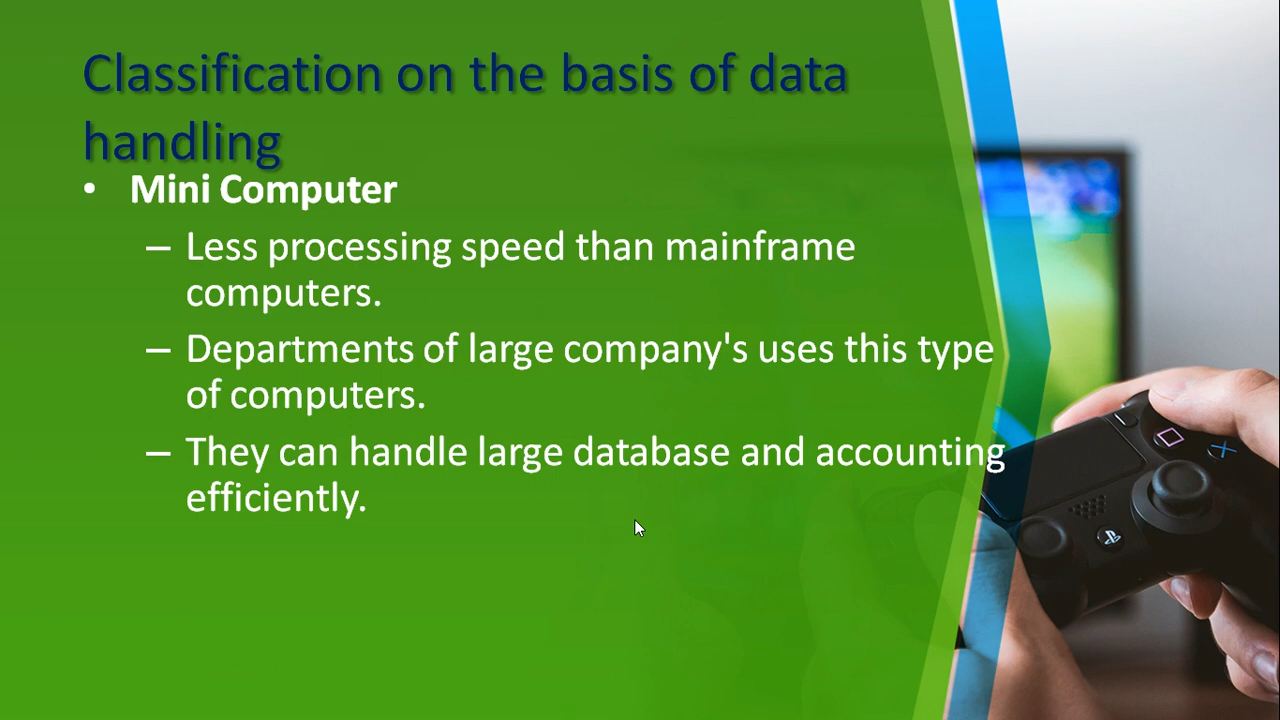 Classification on the basis of data
handling
• Mini Computer
– Less processing speed than mainframe
computers.
– Departments of large company's uses this type
of computers.
– They can handle large database and accounting
efficiently.